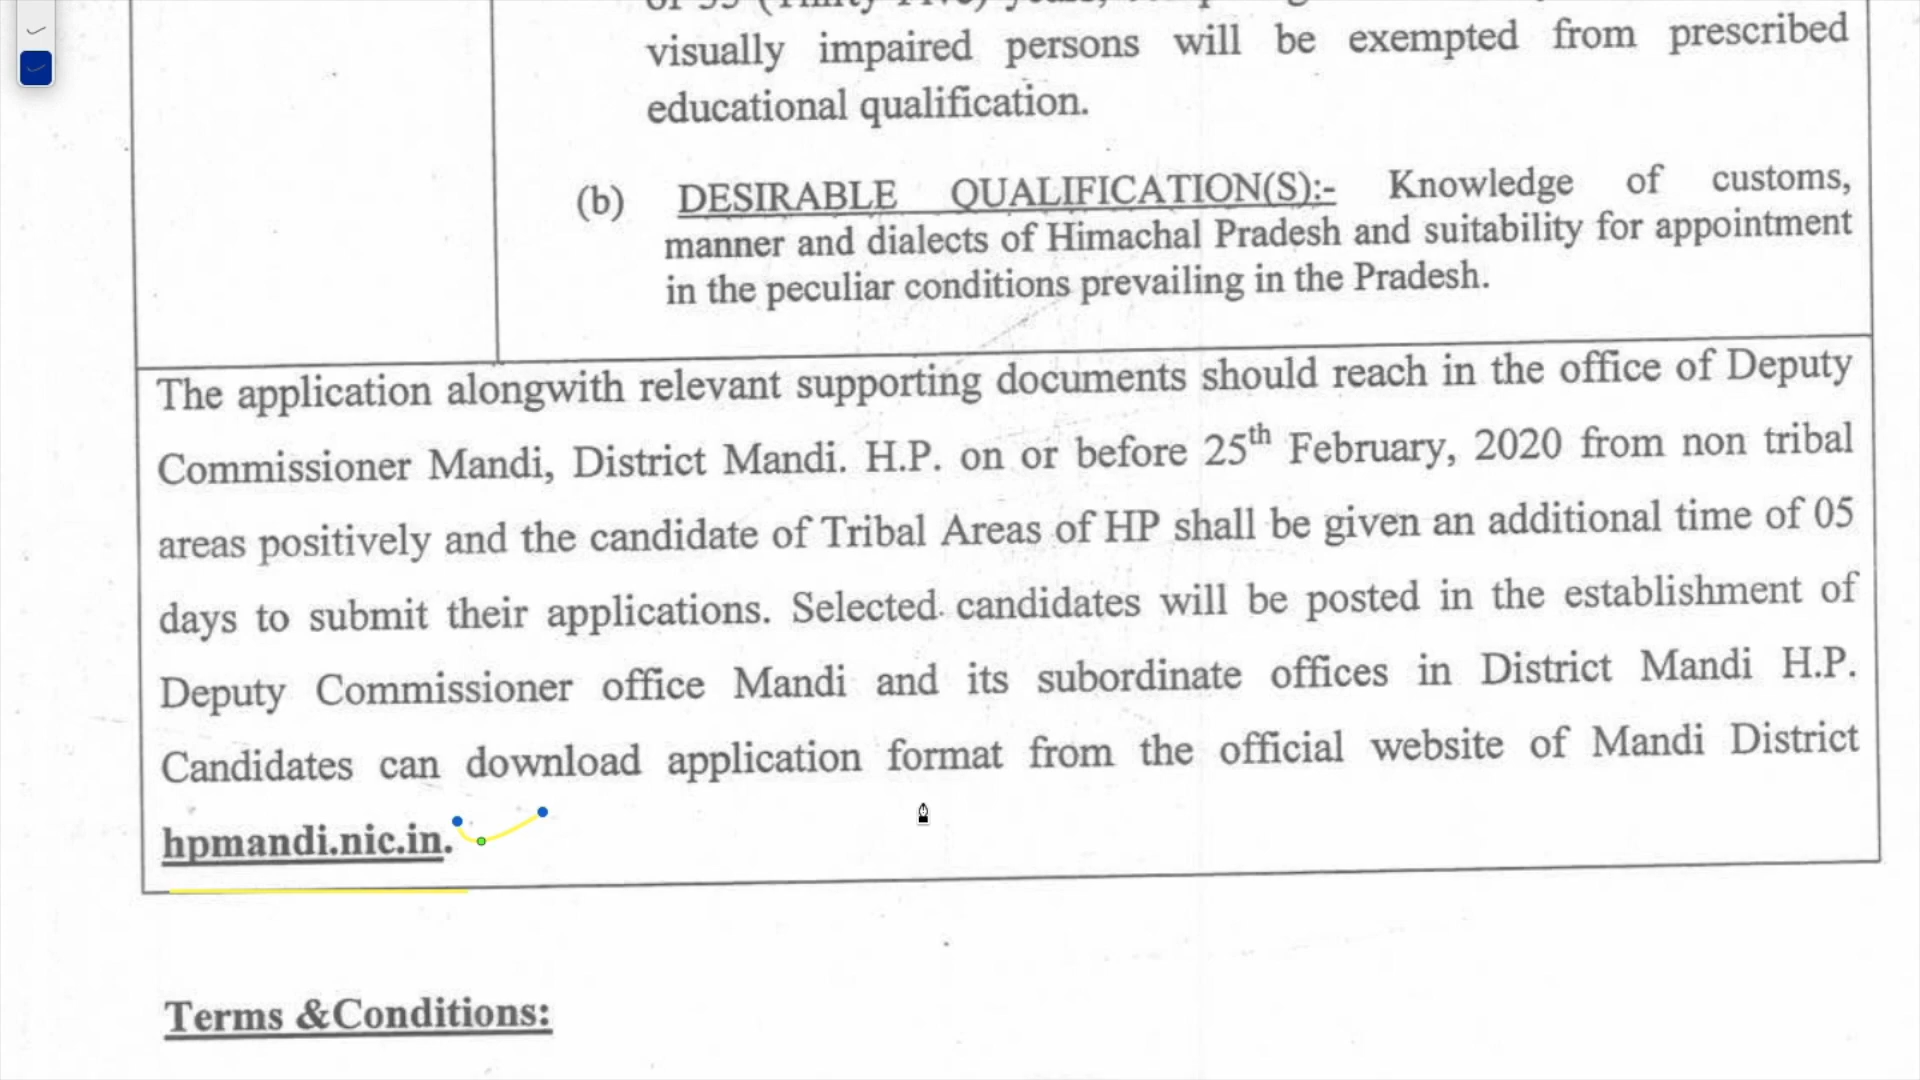 of 35 (Thirty Five) years,
visually impaired persons will be exempted from prescribed
educational qualification.
(b) DESIRABLE QUALIFICATION(S):- Knowledge of customs,
manner and dialects of Himachal Pradesh and suitability for appointment
in the peculiar conditions prevailing in the Pradesh.
The application alongwith relevant supporting documents should reach in the office of Deputy
Commissioner Mandi, District Mandi. H.P. on or before 25th February, 2020 from non tribal
areas positively and the candidate of Tribal Areas of HP shall be given an additional time of 05
days to submit their applications. Selected candidates will be posted in the establishment of
Deputy Commissioner office Mandi and its subordinate offices in District Mandi H.P.
Candidates can download application format from the official website of Mandi District
hpmandi.nic.in.
Terms &Conditions: